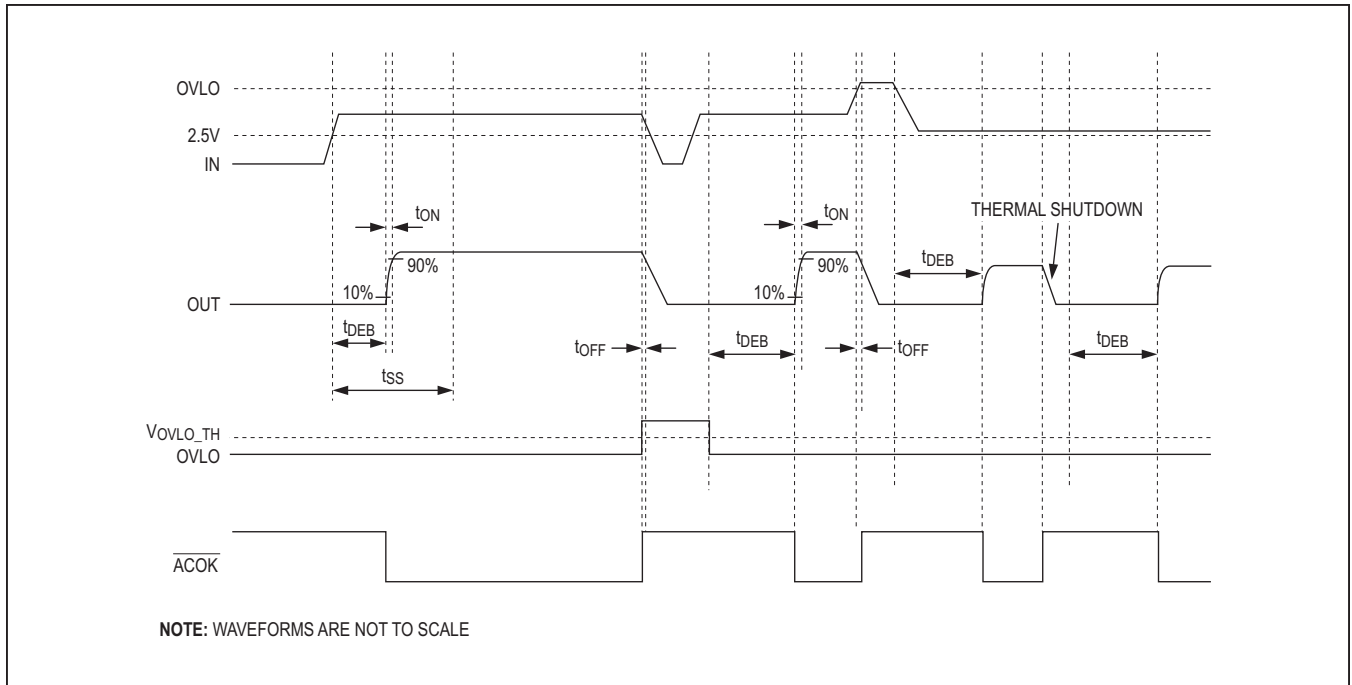 OVLO
2.5V
IN
tON
tON
THERMAL SHUTDOWN
90%
90%
tDEB
10%
10%
OUT
tDEB
tOFF
tDEB
tOFF
tDEB
tSS
VOVLO_TH
OVLO
ACOK
NOTE: WAVEFORMS ARE NOT TO SCALE